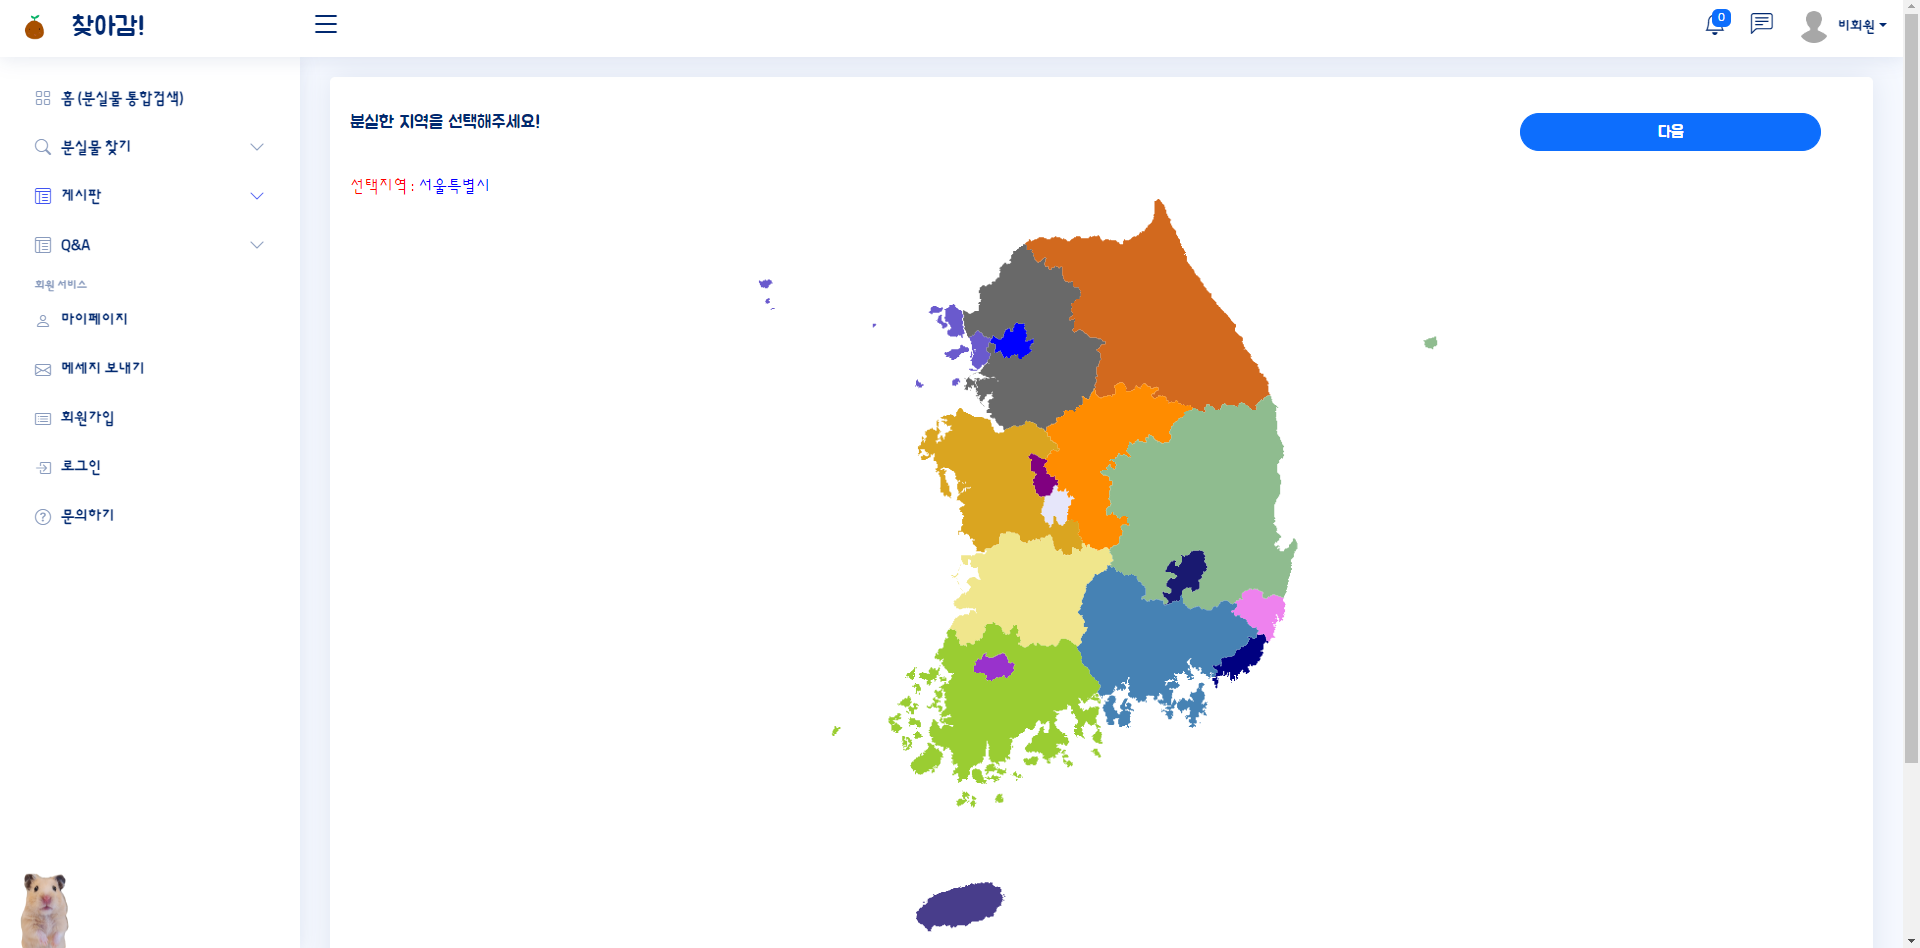 찾아감!
0
비회원
홈 (분실물 통합검색)
분실물 찾기
게시판
Q&A
회원 서비스
마이페이지
메세지 보내기
회원가입
로그인
문의하기
분실한 지역을 선택해주세요!
다음
선택지역 : 서울특별시